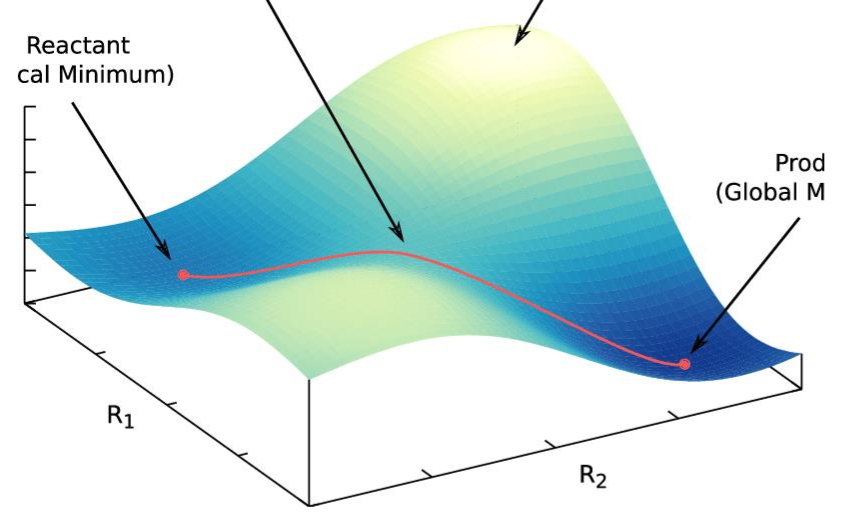 Reactant
cal Minimum)
Prod
(Global M
R₁
R₂